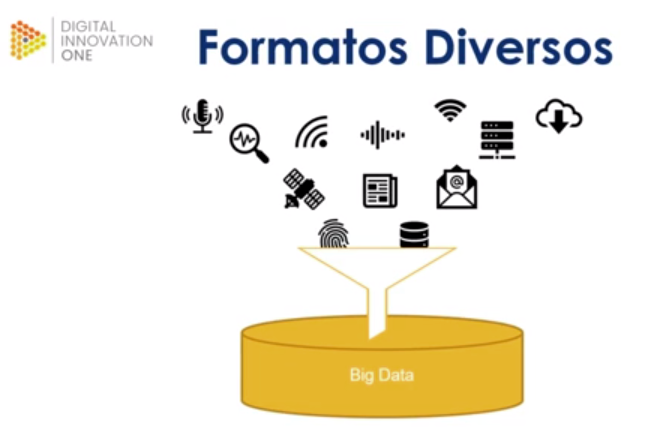 DIGITAL
INNOVATION
ONE
Formatos Diversos
@
Big Data